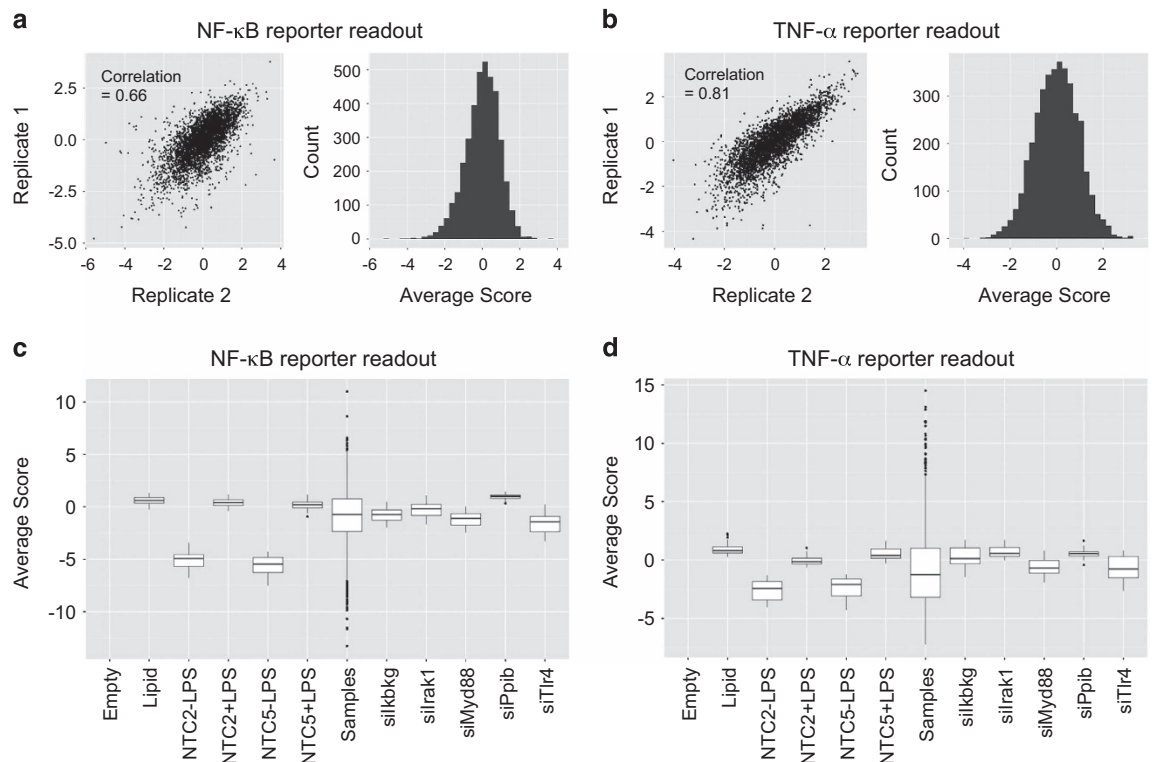 a
NF-κB reporter readout
Correlation
= 0.66
Replicate 1
2.5
0.0
-2.5
-5.0
-6 -4 -2 0 2 4
Replicate 2
Count
500
400
300
200
100
0
-6 -4 -2 0 2 4
Average Score
b
TNF-α reporter readout
Correlation
= 0.81
Replicate 1
2
0
-2
-4
-4 -2 0 2
Replicate 2
Count
300
200
100
0
-4 -2 0 2
Average Score
c
NF-κB reporter readout
Average Score
10
5
0
-5
-10
Empty
Lipid
NTC2-LPS
NTC2+LPS
NTC5-LPS
NTC5+LPS
Samples
siIkbkg
siIrak1
siMyd88
siPpib
siTlr4
d
TNF-α reporter readout
Average Score
15
10
5
0
-5
Empty
Lipid
NTC2-LPS
NTC2+LPS
NTC5-LPS
NTC5+LPS
Samples
siIkbkg
siIrak1
siMyd88
siPpib
siTlr4